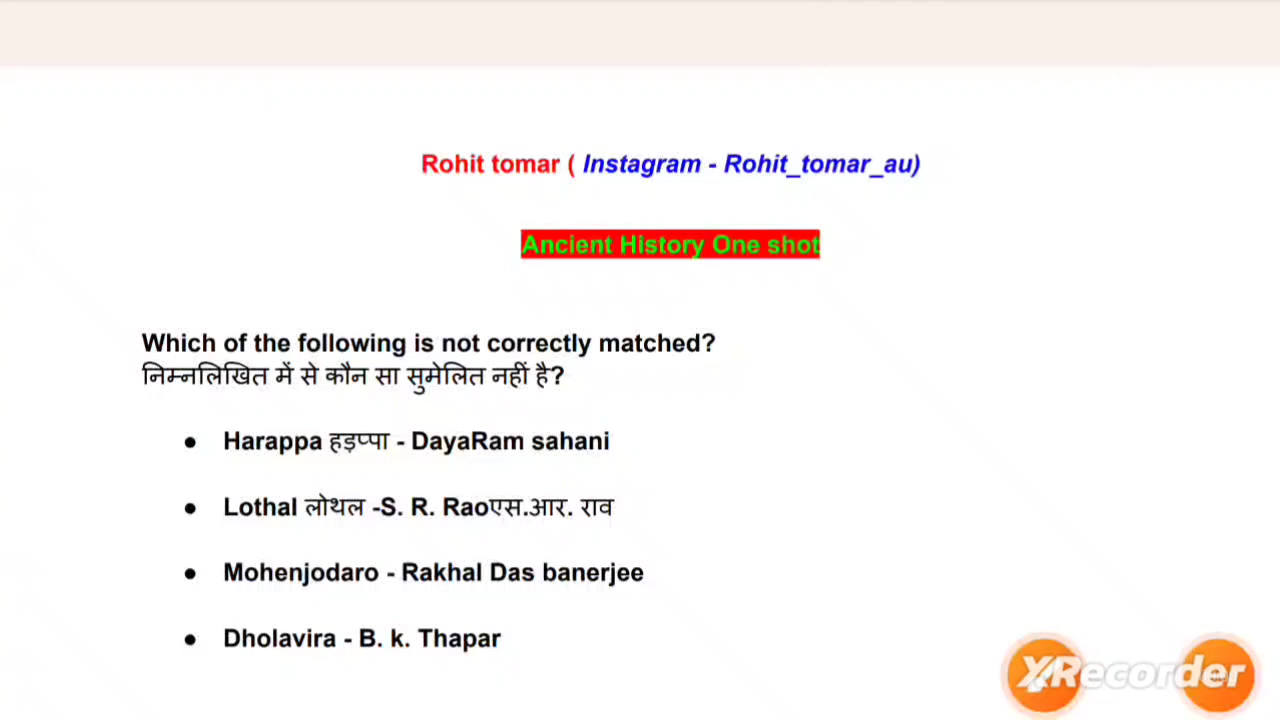 Rohit tomar ( Instagram - Rohit_tomar_au)
Ancient History One shot
Which of the following is not correctly matched?
निम्नलिखित में से कौन सा सुमेलित नहीं है?
● Harappa हड़प्पा - DayaRam sahani
● Lothal लोथल -S. R. Raoएस.आर. राव
● Mohenjodaro - Rakhal Das banerjee
● Dholavira - B. k. Thapar
XRecorder